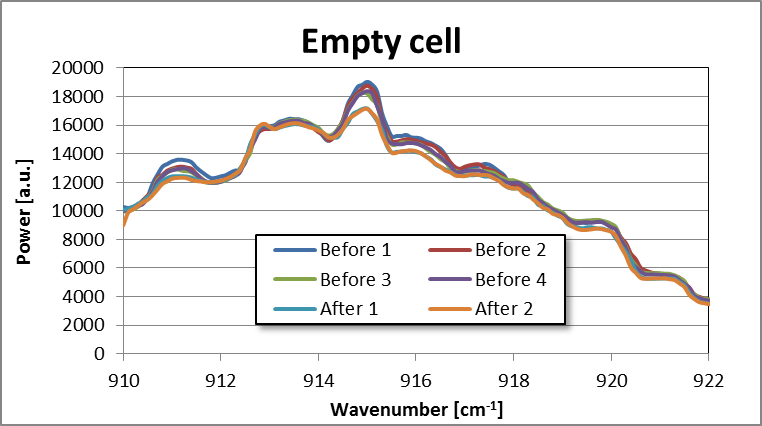 Empty cell
Power [a.u.]
20000
18000
16000
14000
12000
10000
8000
6000
4000
2000
0
Before 1 Before 2
Before 3 Before 4
After 1 After 2
910 912 914 916 918 920 922
Wavenumber [cm⁻¹]